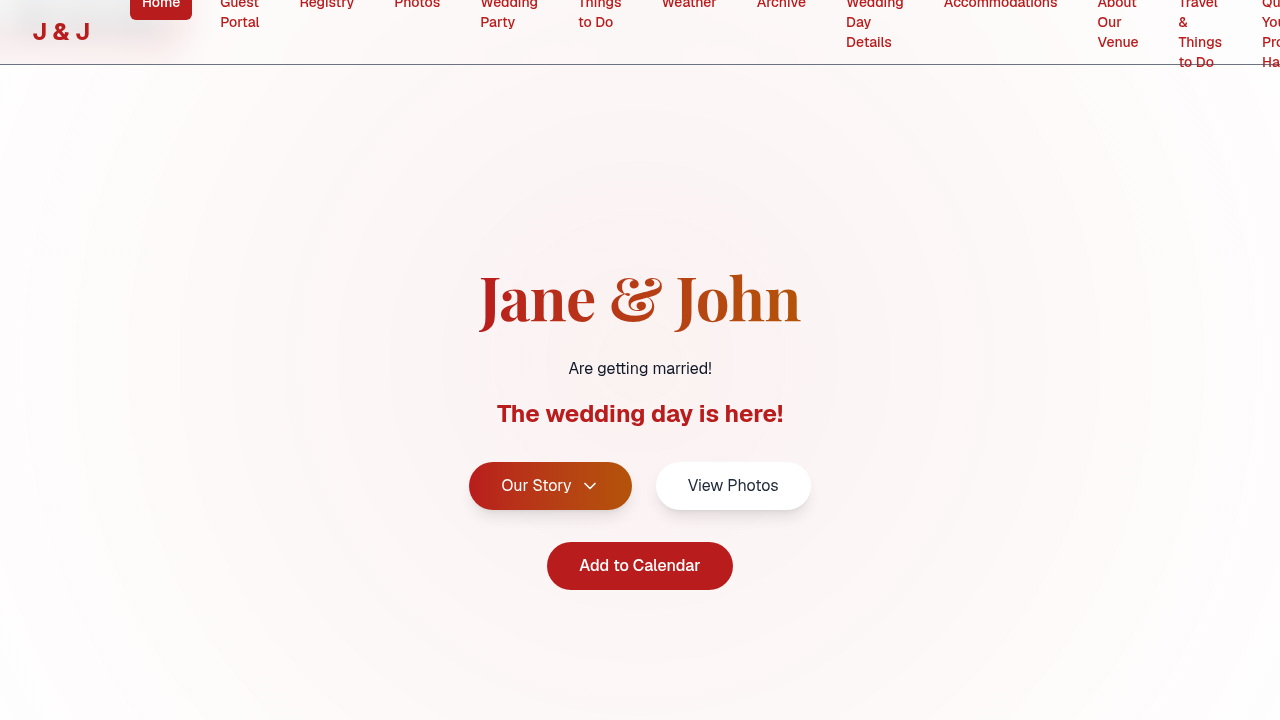 J & J
Home
Guest
Portal
Registry
Photos
Wedding
Party
Things
to Do
Weather
Archive
Wedding
Day
Details
Accommodations
About
Our
Venue
Travel
&
Things
to Do
Jane & John
Are getting married!
The wedding day is here!
Our Story
View Photos
Add to Calendar